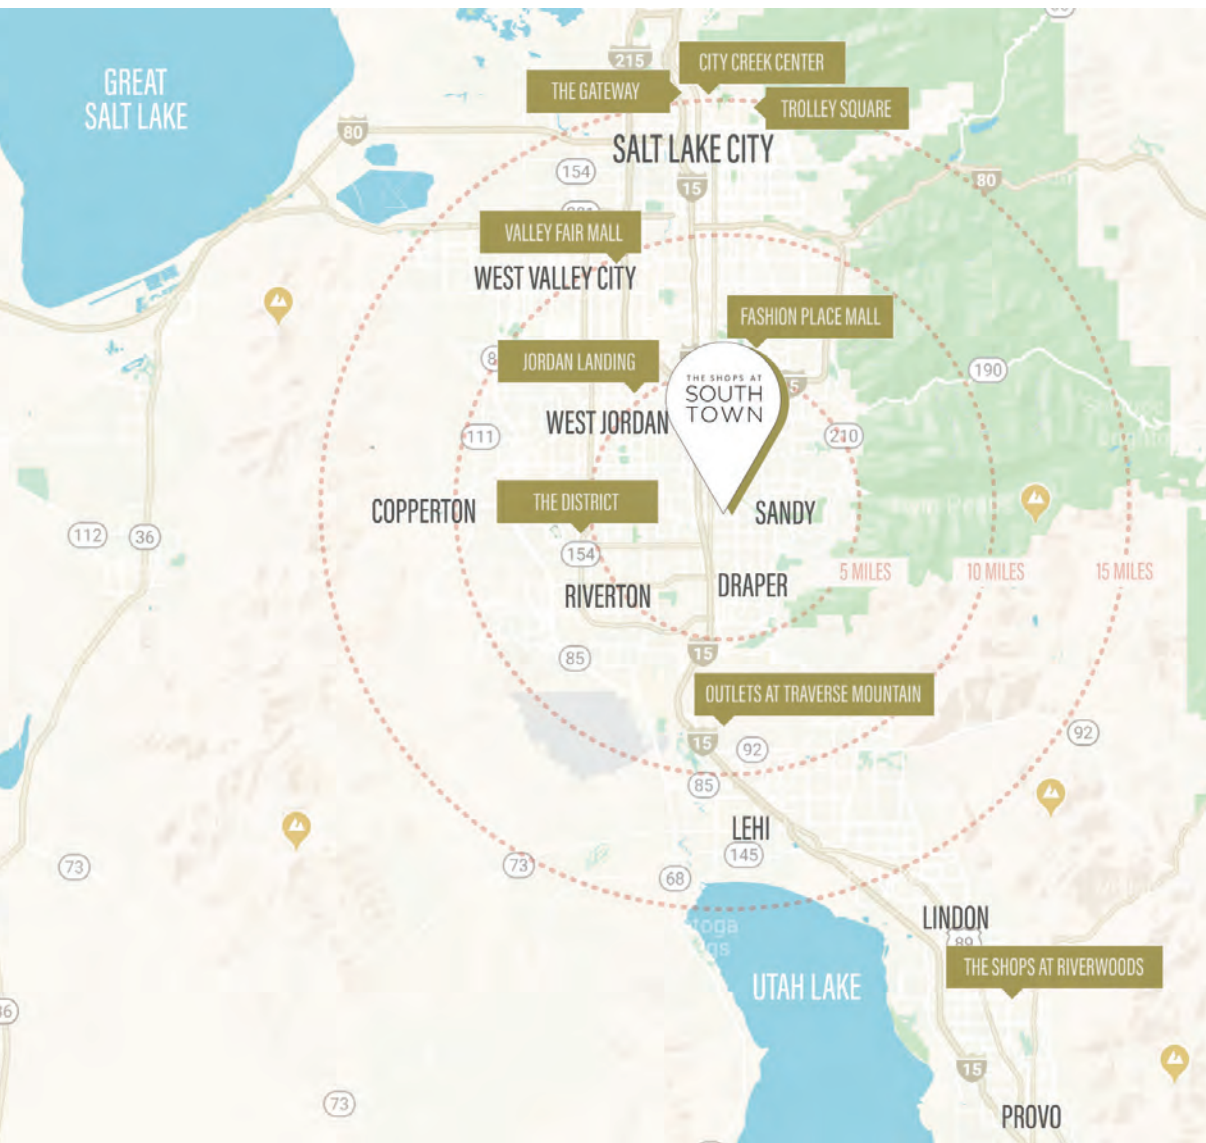 215
CITY CREEK CENTER
THE GATEWAY
TROLLEY SQUARE
GREAT
SALT LAKE
80
SALT LAKE CITY
154
15
80
VALLEY FAIR MALL
WEST VALLEY CITY
FASHION PLACE MALL
JORDAN LANDING
190
THE SHOPS AT
SOUTH
TOWN
WEST JORDAN
111
210
COPPERTON
THE DISTRICT
SANDY
112
36
154
5 MILES
10 MILES
15 MILES
RIVERTON
DRAPER
85
15
OUTLETS AT TRAVERSE MOUNTAIN
15
92
92
85
LEHI
145
73
73
68
LINDON
89
THE SHOPS AT RIVERWOODS
UTAH LAKE
15
73
PROVO